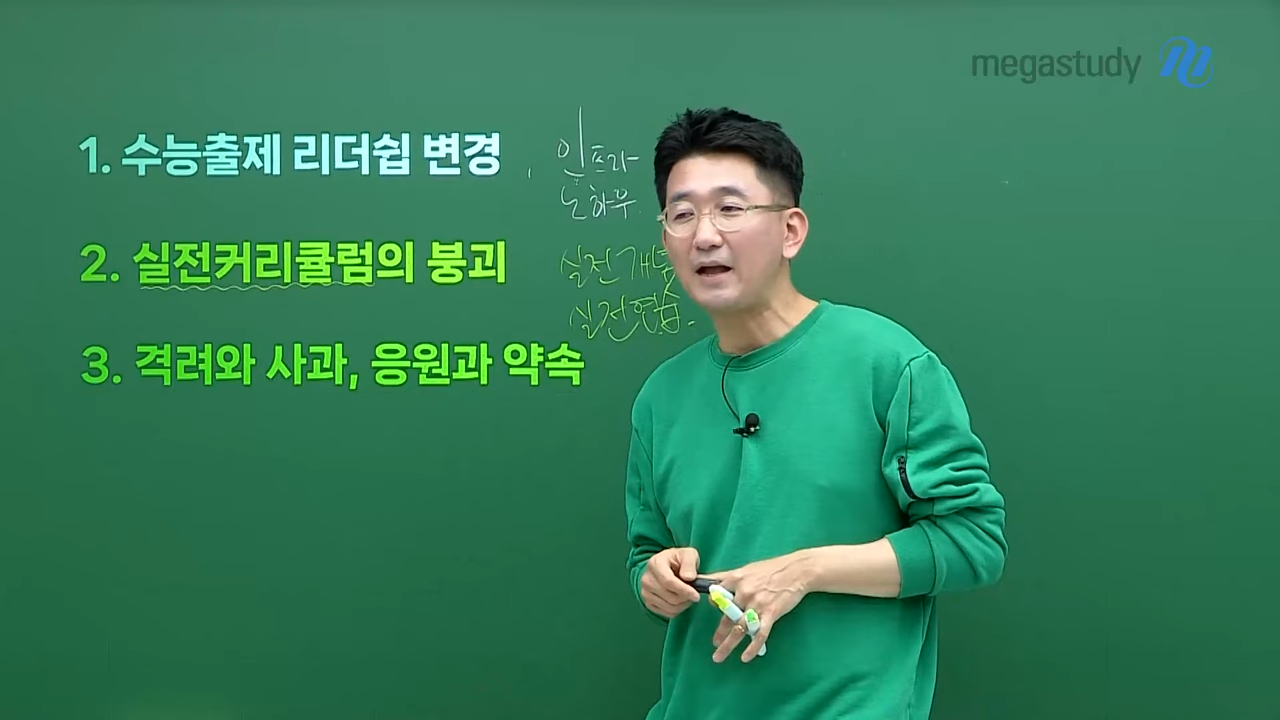 megastudy
1. 수능출제 리더쉽 변경
인프라
노하우
2. 실전커리큘럼의 붕괴
실전개념
실전연습
3. 격려와 사과, 응원과 약속